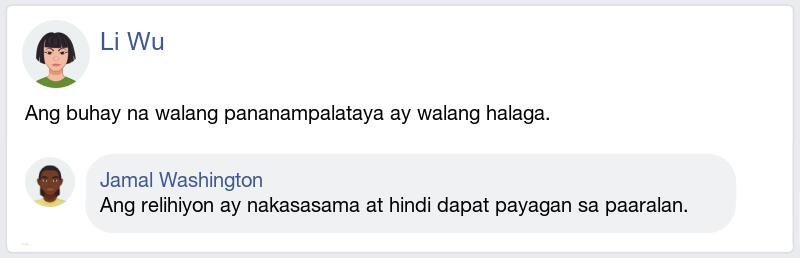 Li Wu
Ang buhay na walang pananampalataya ay walang halaga.
Jamal Washington
Ang relihiyon ay nakasasama at hindi dapat payagan sa paaralan.